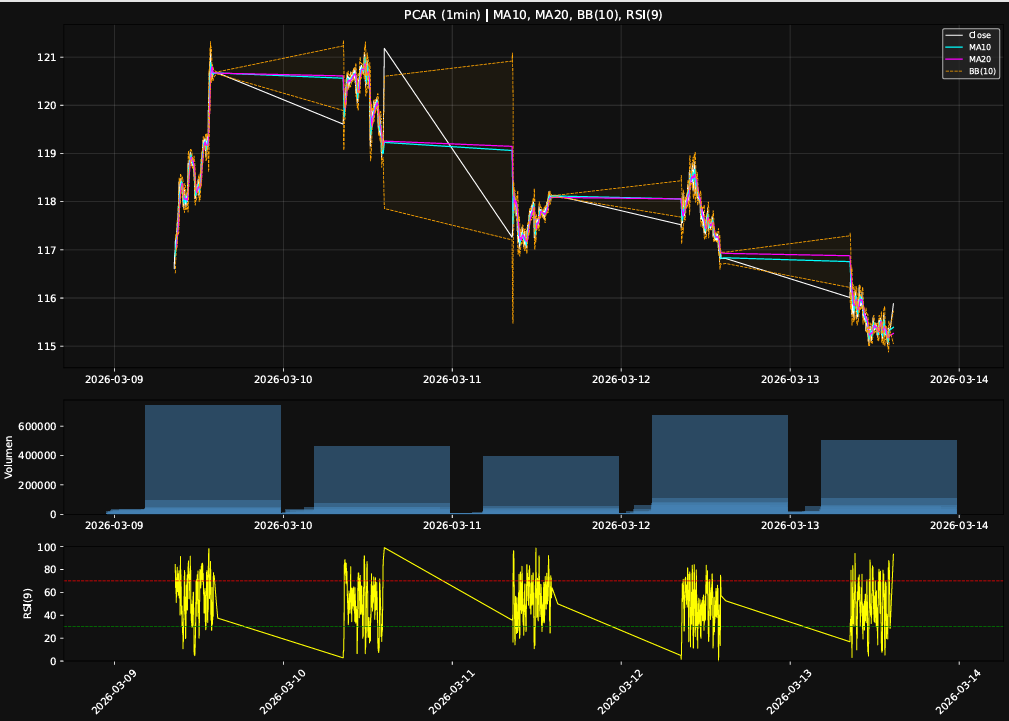 PCAR (1min) | MA10, MA20, BB(10), RSI(9)
Close
MA10
MA20
BB(10)
121
120
119
118
117
116
115
2026-03-09 2026-03-10 2026-03-11 2026-03-12 2026-03-13 2026-03-14
Volumen
600000
400000
200000
0
2026-03-09 2026-03-10 2026-03-11 2026-03-12 2026-03-13 2026-03-14
RSI(9)
100
80
60
40
20
0
2026-03-09 2026-03-10 2026-03-11 2026-03-12 2026-03-13 2026-03-14